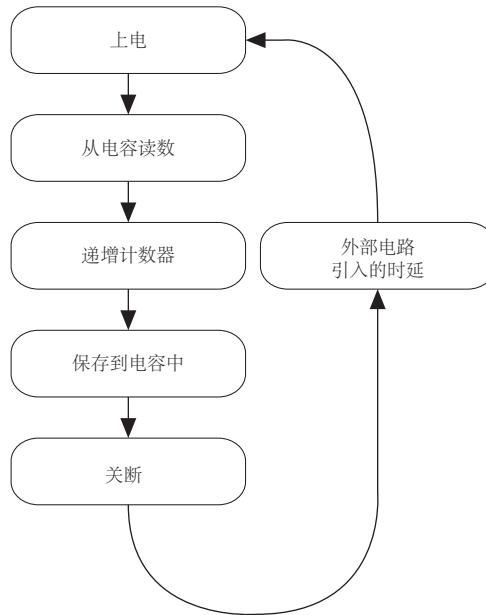 上电
从电容读数
递增计数器
外部电路
引入的时延
保存到电容中
关断